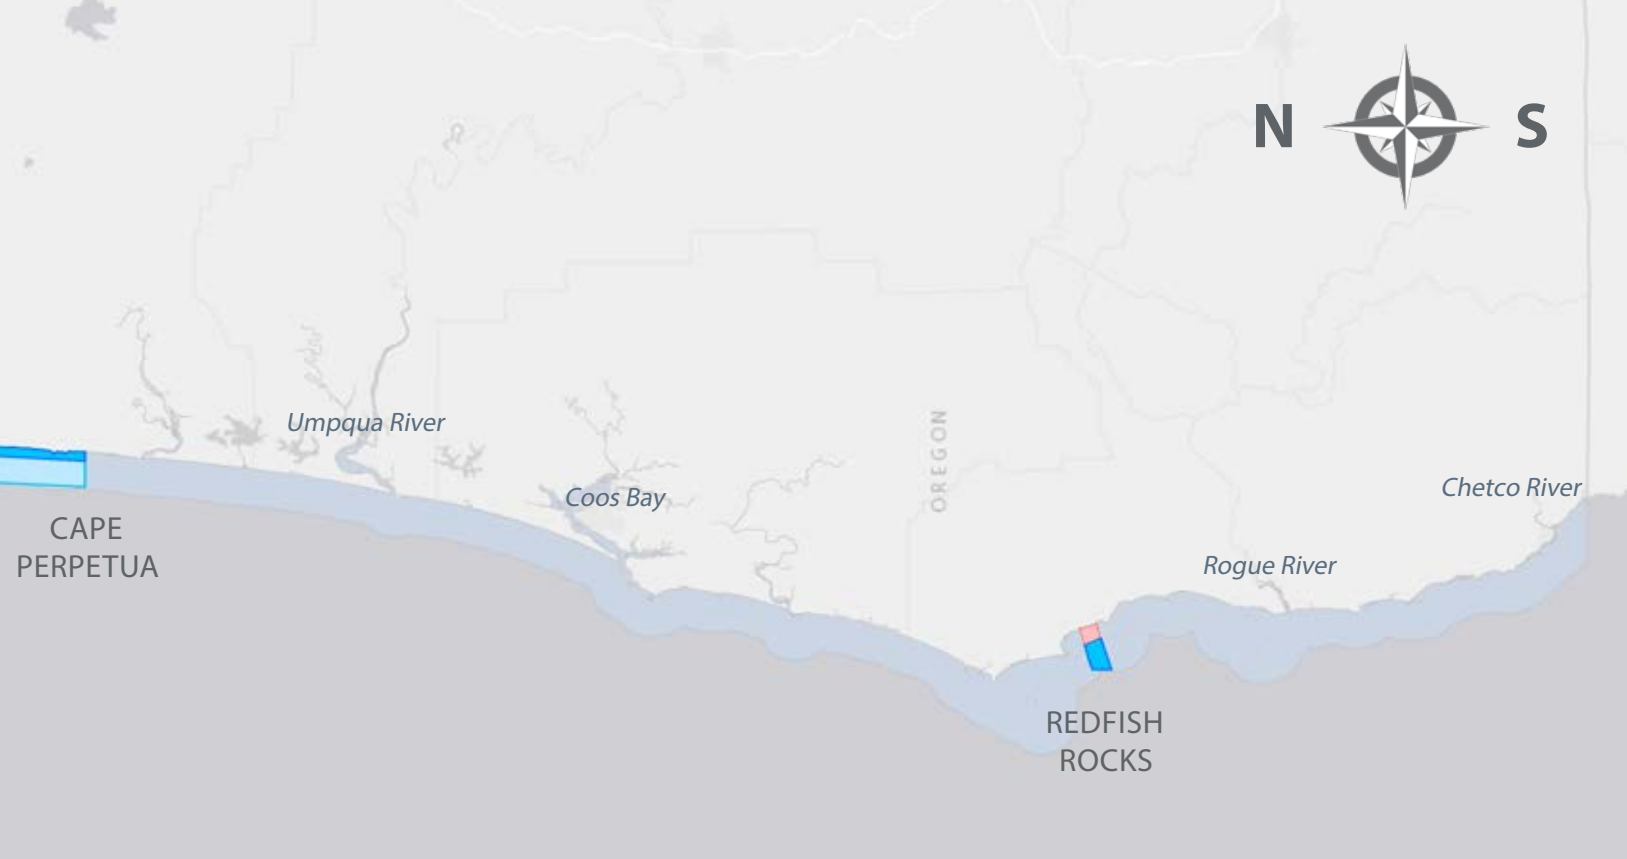 N S
Umpqua River
OREGON
Coos Bay
Chetco River
CAPE
PERPETUA
Rogue River
REDFISH
ROCKS